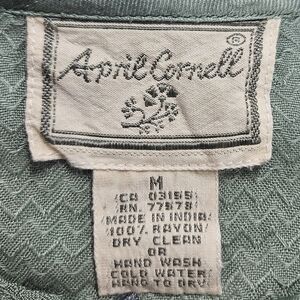 April Cornell ®
M
CA 03155
RN. 77978
MADE IN INDIA
100% RAYON
DRY CLEAN
OR
HAND WASH
COLD WATER
HANG TO DRY